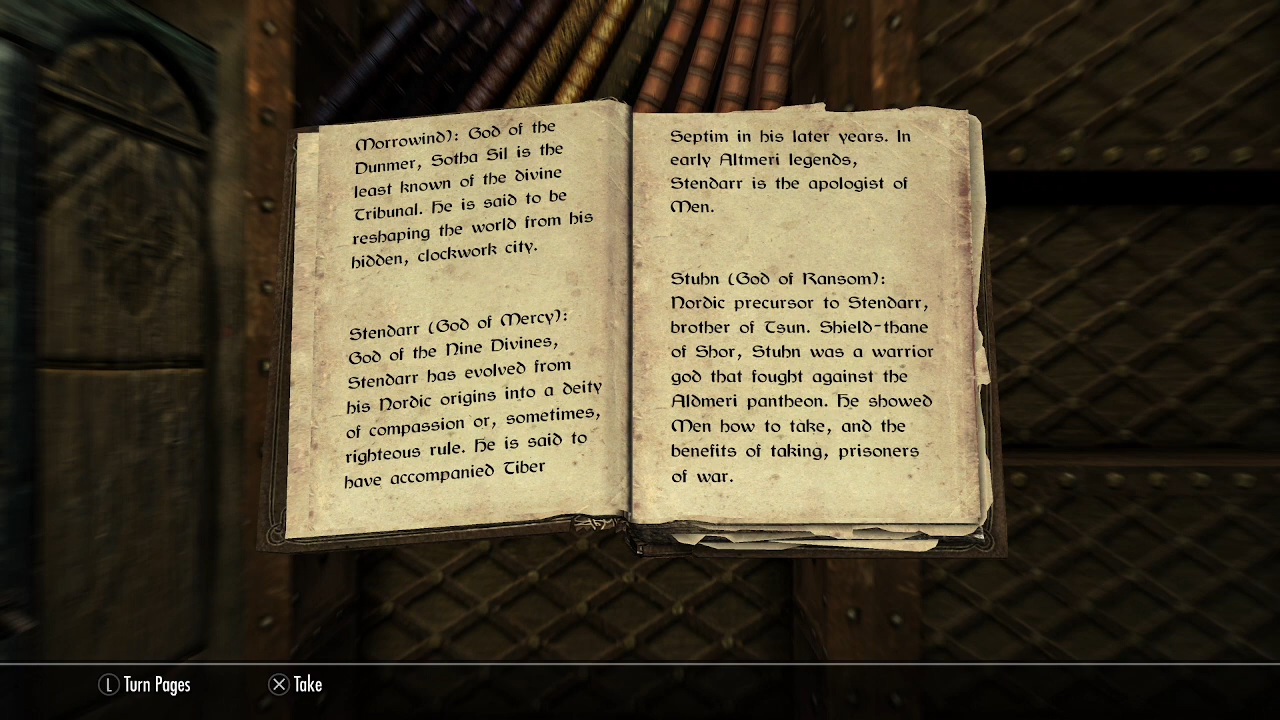 Morrowind): God of the
Dunmer, Sotha Sil is the
least known of the divine
Tribunal. He is said to be
reshaping the world from his
hidden, clockwork city.
Stendarr (God of Mercy):
God of the Nine Divines,
Stendarr has evolved from
his Nordic origins into a deity
of compassion or, sometimes,
righteous rule. He is said to
have accompanied Tiber
Septim in his later years. In
early Altmeri legends,
Stendarr is the apologist of
Men.
Stuhn (God of Ransom):
Nordic precursor to Stendarr,
brother of Tsun. Shield-thane
of Shor, Stuhn was a warrior
god that fought against the
Aldmeri pantheon. He showed
Men how to take, and the
benefits of taking, prisoners
of war.
L Turn Pages
X Take